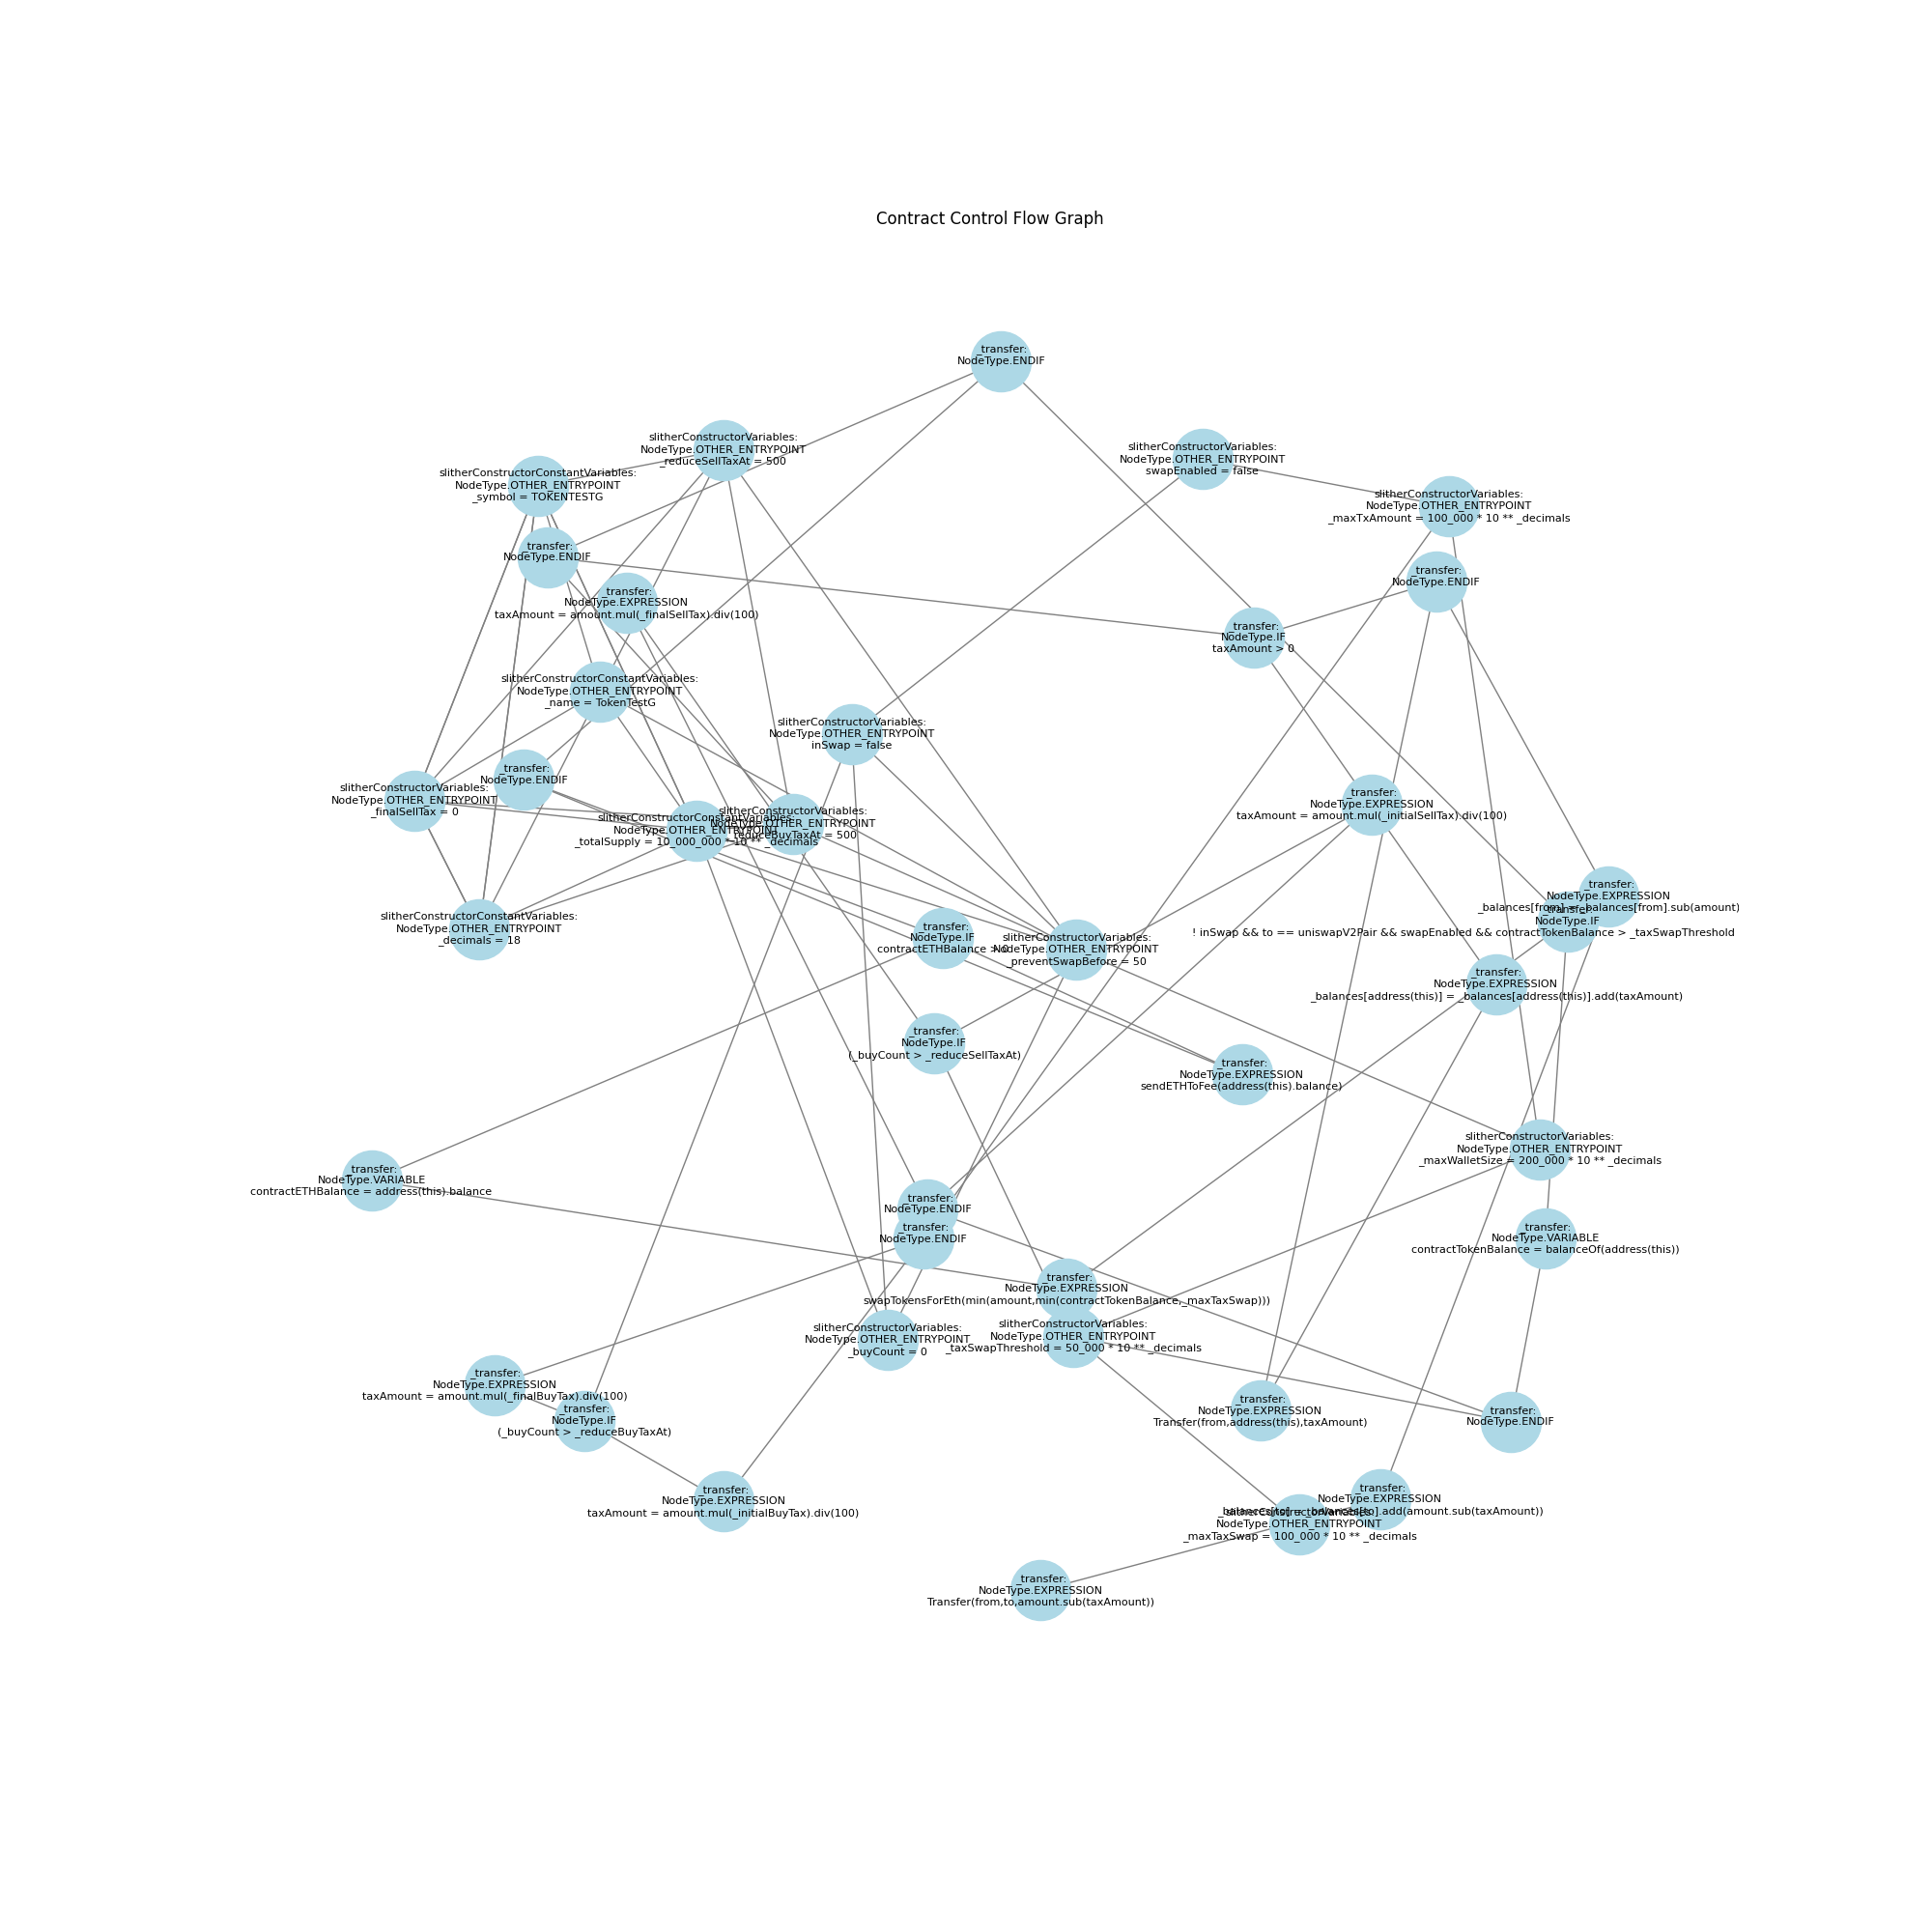 Contract Control Flow Graph
_transfer:
NodeType.ENDIF
slitherConstructorVariables:
NodeType.OTHER_ENTRYPOINT
_reduceSellTaxAt = 500
slitherConstructorVariables:
NodeType.OTHER_ENTRYPOINT
swapEnabled = false
slitherConstructorConstantVariables:
NodeType.OTHER_ENTRYPOINT
_symbol = TOKENTESTG
slitherConstructorVariables:
NodeType.OTHER_ENTRYPOINT
_maxTxAmount = 100_000 * 10 ** _decimals
_transfer:
NodeType.ENDIF
_transfer:
NodeType.ENDIF
_transfer:
NodeType.EXPRESSION
taxAmount = amount.mul(_finalSellTax).div(100)
_transfer:
NodeType.IF
taxAmount > 0
slitherConstructorConstantVariables:
NodeType.OTHER_ENTRYPOINT
_name = TokenTestG
slitherConstructorVariables:
NodeType.OTHER_ENTRYPOINT
inSwap = false
_transfer:
NodeType.ENDIF
slitherConstructorVariables:
NodeType.OTHER_ENTRYPOINT
_finalSellTax = 0
_transfer:
NodeType.EXPRESSION
taxAmount = amount.mul(_initialSellTax).div(100)
slitherConstructorVariables:
NodeType.OTHER_ENTRYPOINT
_reduceBuyTaxAt = 500
slitherConstructorConstantVariables:
NodeType.OTHER_ENTRYPOINT
_totalSupply = 10_000_000 * 10 ** _decimals
_transfer:
NodeType.EXPRESSION
_balances[from] = _balances[from].sub(amount)
_transfer:
NodeType.IF
! inSwap && to == uniswapV2Pair && swapEnabled && contractTokenBalance > _taxSwapThreshold
slitherConstructorConstantVariables:
NodeType.OTHER_ENTRYPOINT
_decimals = 18
_transfer:
NodeType.IF
contractETHBalance > 0
slitherConstructorVariables:
NodeType.OTHER_ENTRYPOINT
_preventSwapBefore = 50
_transfer:
NodeType.EXPRESSION
_balances[address(this)] = _balances[address(this)].add(taxAmount)
_transfer:
NodeType.IF
(_buyCount > _reduceSellTaxAt)
_transfer:
NodeType.EXPRESSION
sendETHToFee(address(this).balance)
slitherConstructorVariables:
NodeType.OTHER_ENTRYPOINT
_maxWalletSize = 200_000 * 10 ** _decimals
_transfer:
NodeType.VARIABLE
contractETHBalance = address(this).balance
_transfer:
NodeType.ENDIF
_transfer:
NodeType.ENDIF
_transfer:
NodeType.VARIABLE
contractTokenBalance = balanceOf(address(this))
_transfer:
NodeType.EXPRESSION
swapTokensForEth(min(amount,min(contractTokenBalance,_maxTaxSwap)))
slitherConstructorVariables:
NodeType.OTHER_ENTRYPOINT
_taxSwapThreshold = 50_000 * 10 ** _decimals
slitherConstructorVariables:
NodeType.OTHER_ENTRYPOINT
_buyCount = 0
_transfer:
NodeType.EXPRESSION
taxAmount = amount.mul(_finalBuyTax).div(100)
_transfer:
NodeType.IF
(_buyCount > _reduceBuyTaxAt)
_transfer:
NodeType.EXPRESSION
Transfer(from,address(this),taxAmount)
_transfer:
NodeType.ENDIF
_transfer:
NodeType.EXPRESSION
taxAmount = amount.mul(_initialBuyTax).div(100)
_transfer:
NodeType.EXPRESSION
_balances[to] = _balances[to].add(amount.sub(taxAmount))
slitherConstructorVariables:
NodeType.OTHER_ENTRYPOINT
_maxTaxSwap = 100_000 * 10 ** _decimals
_transfer:
NodeType.EXPRESSION
Transfer(from,to,amount.sub(taxAmount))